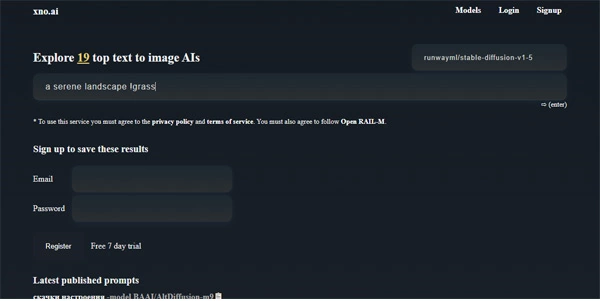 xno.ai
Models Login Signup
Explore 19 top text to image AIs
runwayml/stable-diffusion-v1-5
a serene landscape !grass
⇨ (enter)
* To use this service you must agree to the privacy policy and terms of service. You must also agree to follow Open RAIL-M.
Sign up to save these results
Email
Password
Register Free 7 day trial
Latest published prompts
скачки настроения -model BAAI/AltDiffusion-m9